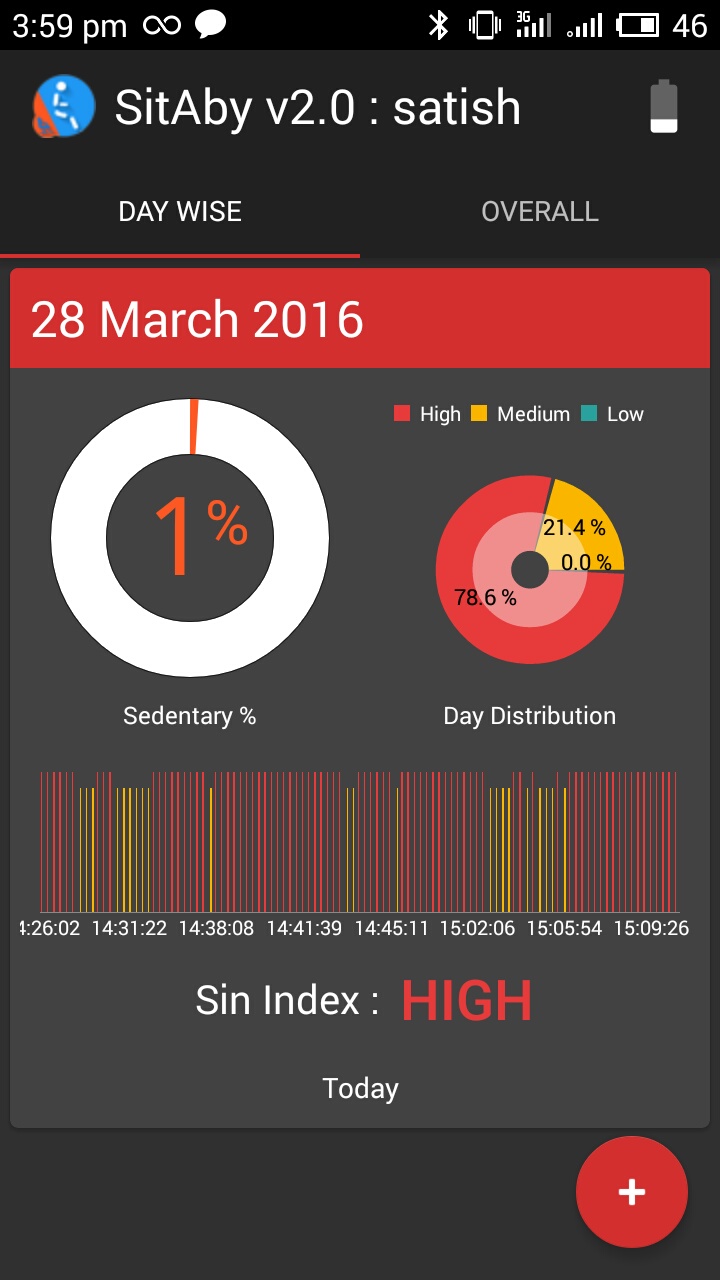 3:59 pm 3G 46
SitAby v2.0 : satish
DAY WISE OVERALL
28 March 2016
High Medium Low
1%
21.4 %
0.0 %
78.6 %
Sedentary % Day Distribution
4:26:02 14:31:22 14:38:08 14:41:39 14:45:11 15:02:06 15:05:54 15:09:26
Sin Index : HIGH
Today
+